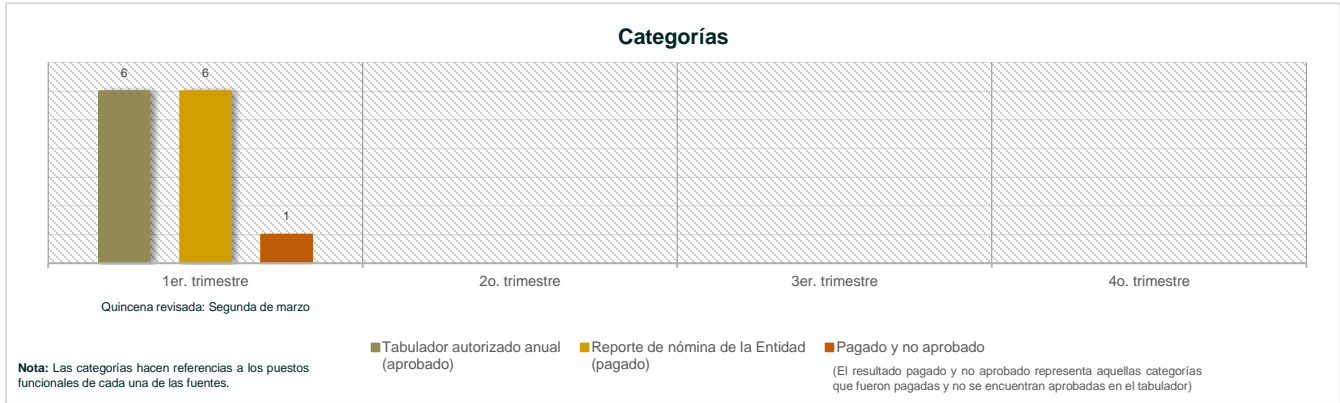 Categorías
6
6
1
1er. trimestre
2o. trimestre
3er. trimestre
4o. trimestre
Quincena revisada: Segunda de marzo
Tabulador autorizado anual
(aprobado)
Reporte de nómina de la Entidad
(pagado)
Pagado y no aprobado
(El resultado pagado y no aprobado representa aquellas categorías
que fueron pagadas y no se encuentran aprobadas en el tabulador)
Nota: Las categorías hacen referencias a los puestos
funcionales de cada una de las fuentes.